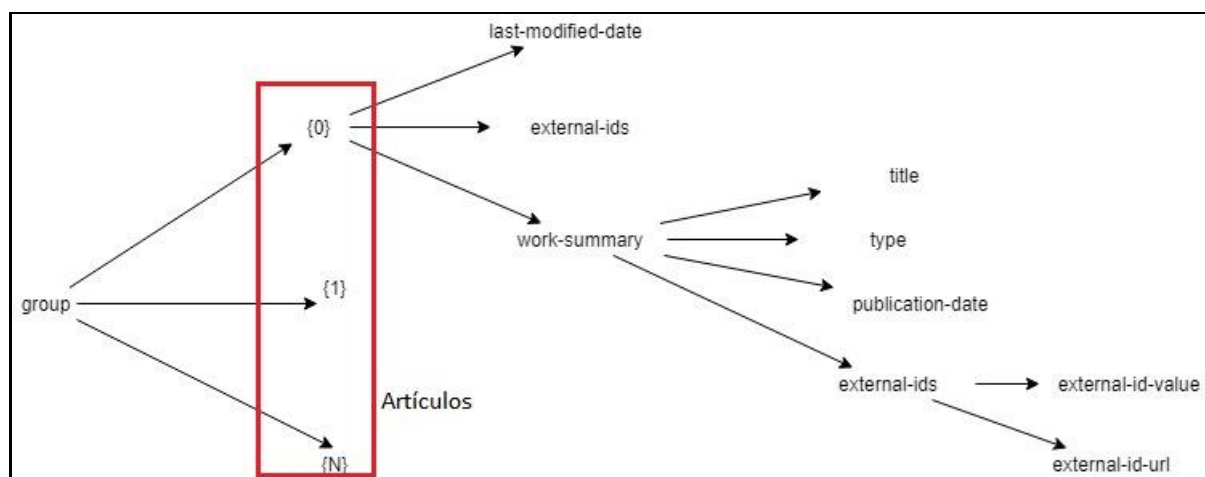 last-modified-date
{0}
external-ids
title
work-summary
type
{1}
group
publication-date
external-ids
external-id-value
Artículos
{N}
external-id-url